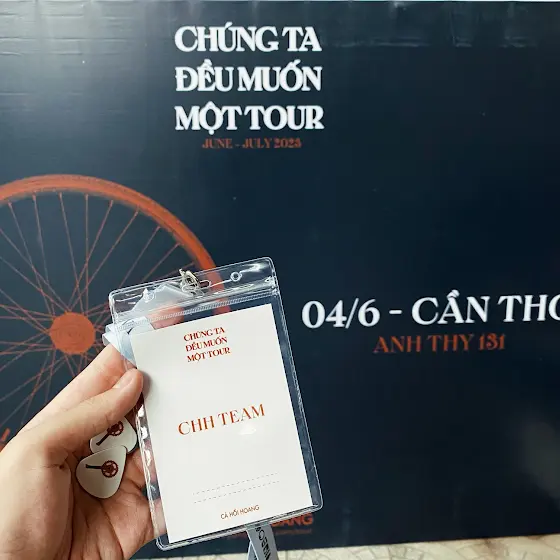 CHÚNG TA
ĐỀU MUỐN
MỘT TOUR
JUNE - JULY 2025
04/6 - CẦN THƠ
ANH THY 131
CHÚNG TA
ĐỀU MUỐN
MỘT TOUR
CHH TEAM
CÁ HỒI HOANG